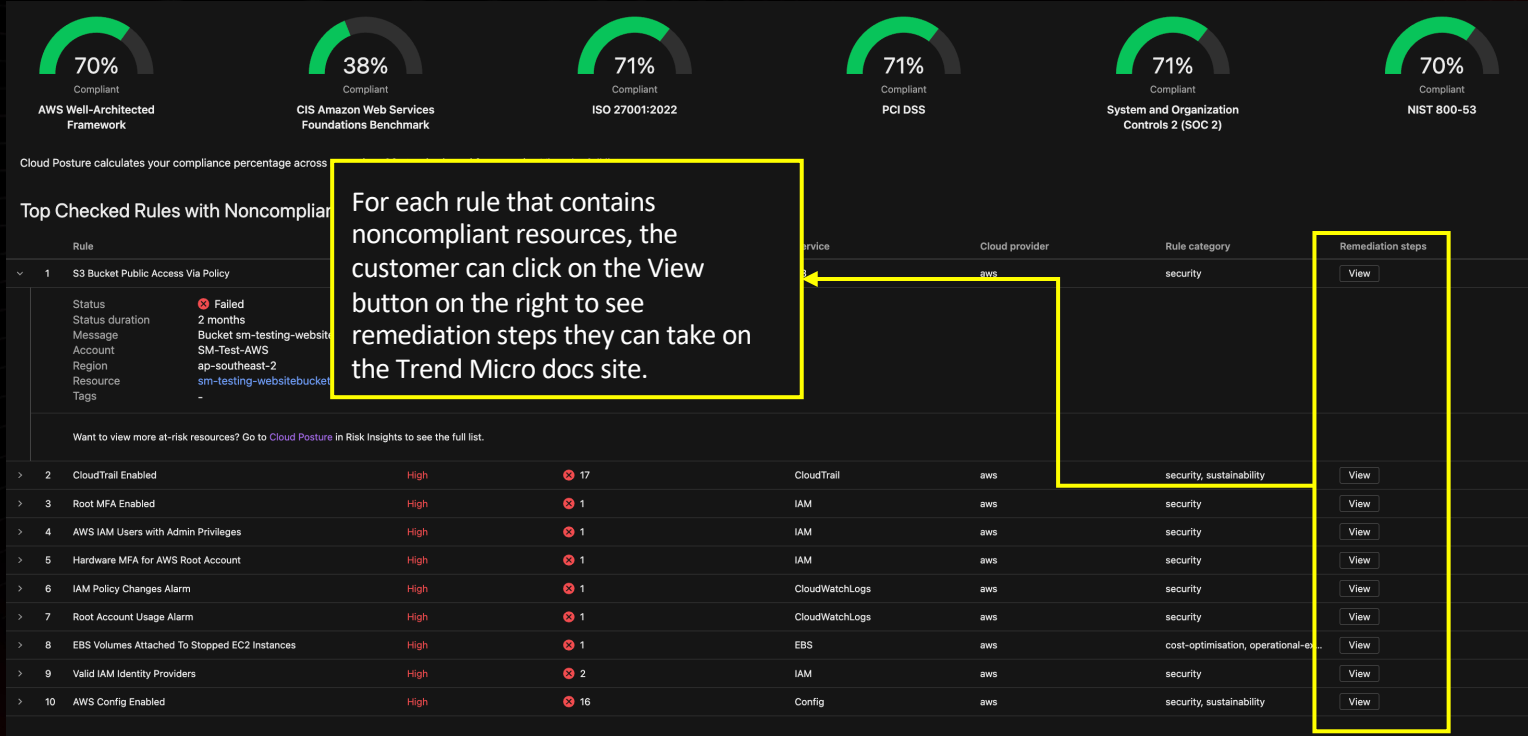 70%
Compliant
AWS Well-Architected
Framework
38%
Compliant
CIS Amazon Web Services
Foundations Benchmark
71%
Compliant
ISO 27001:2022
71%
Compliant
PCI DSS
71%
Compliant
System and Organization
Controls 2 (SOC 2)
70%
Compliant
NIST 800-53
Cloud Posture calculates your compliance percentage across
For each rule that contains
noncompliant resources, the
customer can click on the View
button on the right to see
remediation steps they can take on
the Trend Micro docs site.
Top Checked Rules with Noncomplian
Rule ervice Cloud provider Rule category Remediation steps
1 S3 Bucket Public Access Via Policy aws security View
Status Failed
Status duration 2 months
Message Bucket sm-testing-website
Account SM-Test-AWS
Region ap-southeast-2
Resource sm-testing-websitebucket
Tags -
Want to view more at-risk resources? Go to Cloud Posture in Risk Insights to see the full list.
2 CloudTrail Enabled High 17 CloudTrail aws security, sustainability View
3 Root MFA Enabled High 1 IAM aws security View
4 AWS IAM Users with Admin Privileges High 1 IAM aws security View
5 Hardware MFA for AWS Root Account High 1 IAM aws security View
6 IAM Policy Changes Alarm High 1 CloudWatchLogs aws security View
7 Root Account Usage Alarm High 1 CloudWatchLogs aws security View
8 EBS Volumes Attached To Stopped EC2 Instances High 1 EBS aws cost-optimisation, operational-ex... View
9 Valid IAM Identity Providers High 2 IAM aws security View
10 AWS Config Enabled High 16 Config aws security, sustainability View